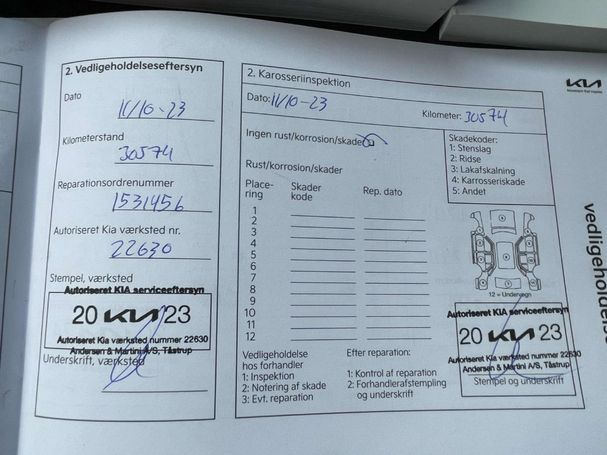 2. Vedligeholdelseseftersyn
Dato
11/10-23
Kilometerstand
30574
Reparationsordrenummer
1531456
Autoriseret Kia værksted nr.
22630
Stempel, værksted
Autoriseret KIA serviceeftersyn
20 KIA 23
Autoriseret Kia værksted nummer 22630
Andersen & Martini A/S, Tåstrup
Underskrift, værksted
2. Karosseriinspektion
Dato: 11/10-23
Kilometer: 30574
Ingen rust/korrosion/skade
Rust/korrosion/skader
Place-
ring
Skader
kode
Rep. dato
1
2
3
4
5
6
7
8
9
10
11
12
Skadekoder:
1: Stenslag
2: Ridse
3: Lakafskalning
4: Karrosseriskade
5: Andet
12 = Undervogn
Vedligeholdelse
hos forhandler
1: Inspektion
2: Notering af skade
3: Evt. reparation
Efter reparation:
1: Kontrol af reparation
2: Forhandlerafstempling
og underskrift
Autoriseret KIA serviceeftersyn
20 KIA 23
Autoriseret Kia værksted nummer 22630
Andersen & Martini A/S, Tåstrup
Stempel og underskrift
KIA
vedligeholdelse